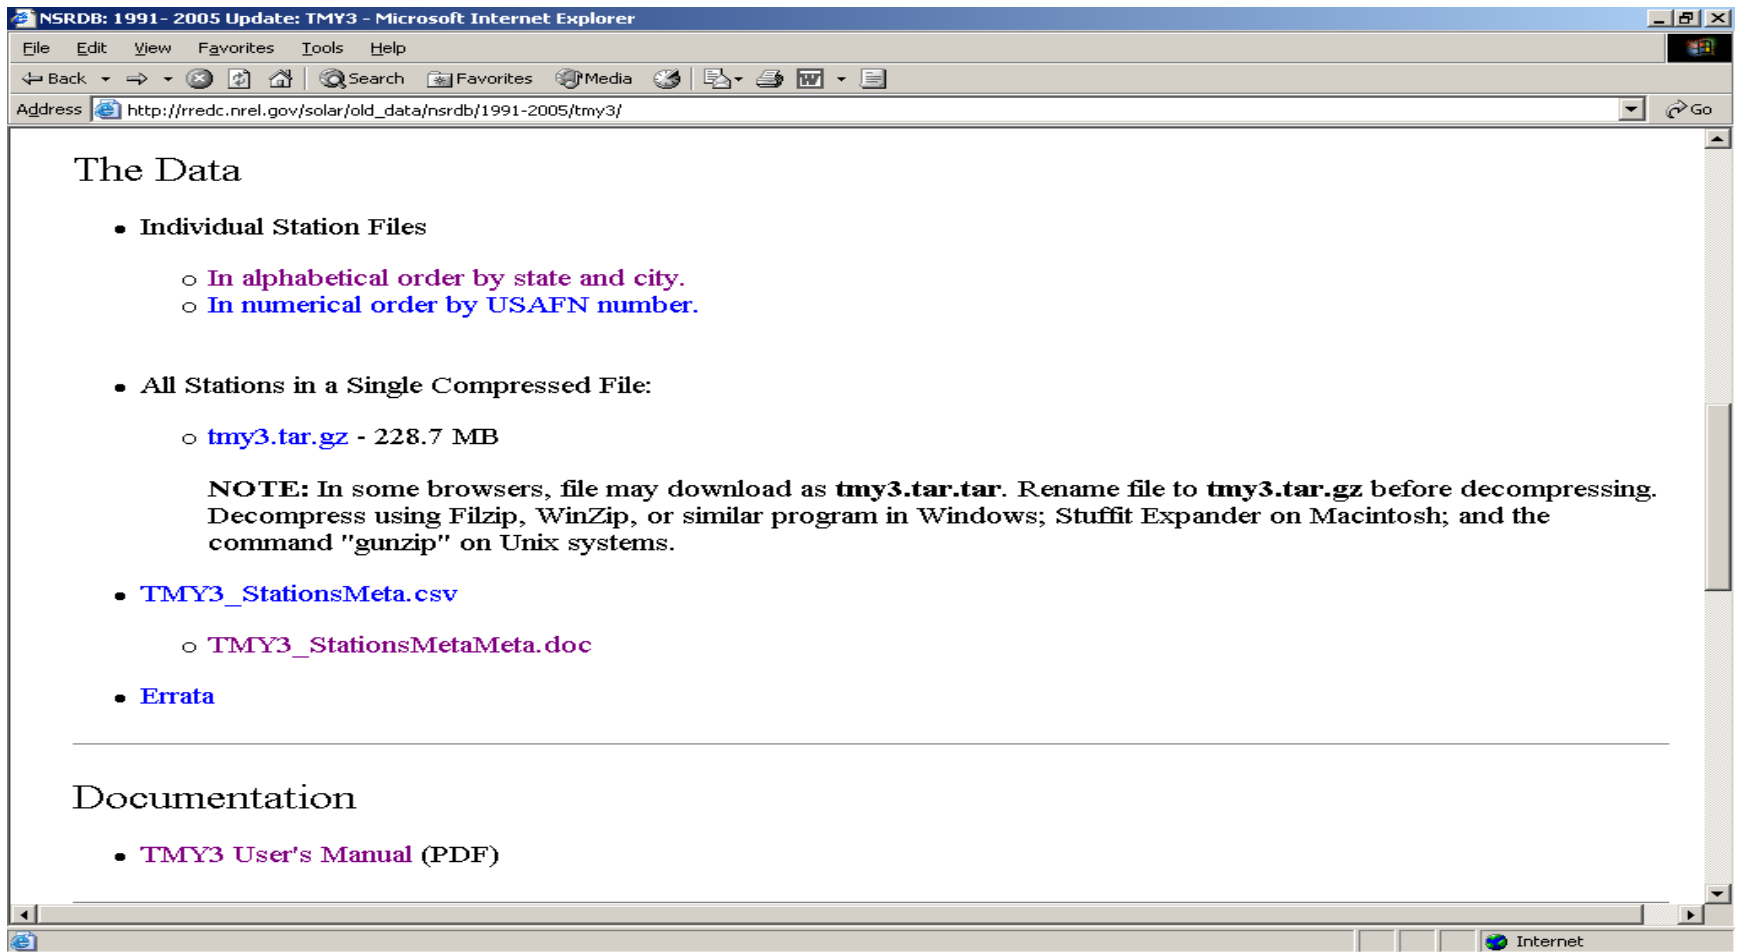 NSRDB: 1991- 2005 Update: TMY3 - Microsoft Internet Explorer
File Edit View Favorites Tools Help
Back Search Favorites Media
Address http://rredc.nrel.gov/solar/old_data/nsrdb/1991-2005/tmy3/ Go
The Data
Individual Station Files
In alphabetical order by state and city.
In numerical order by USAFN number.
All Stations in a Single Compressed File:
tmy3.tar.gz - 228.7 MB
NOTE: In some browsers, file may download as tmy3.tar.tar. Rename file to tmy3.tar.gz before decompressing.
Decompress using Filzip, WinZip, or similar program in Windows; Stuffit Expander on Macintosh; and the
command "gunzip" on Unix systems.
TMY3_StationsMeta.csv
TMY3_StationsMetaMeta.doc
Errata
Documentation
TMY3 User's Manual (PDF)
Internet